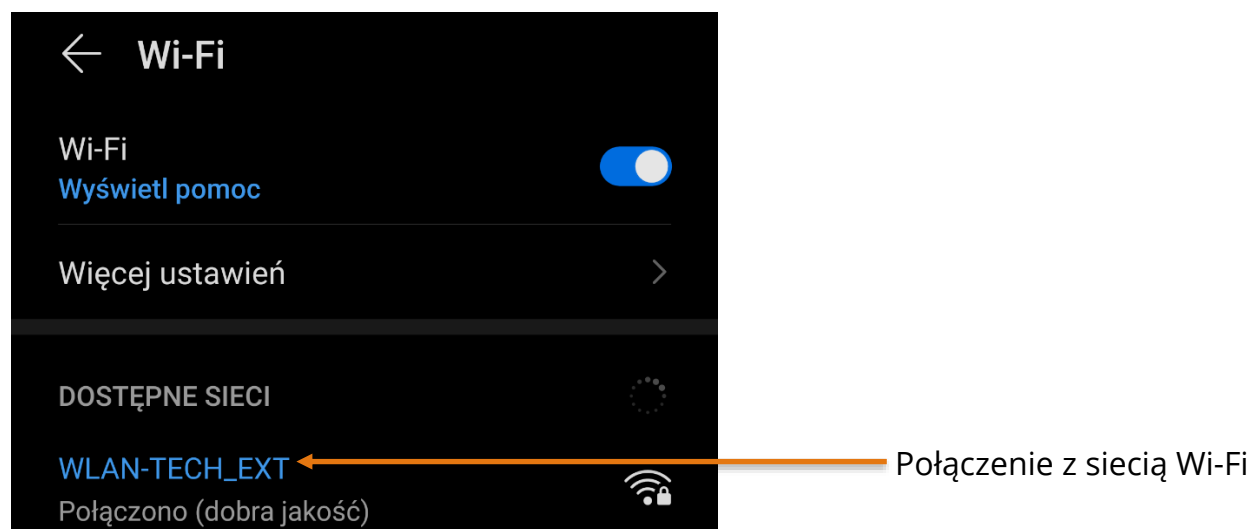 Wi-Fi
Wi-Fi
Wyświetl pomoc
Więcej ustawień
DOSTĘPNE SIECI
WLAN-TECH_EXT
Połączono (dobra jakość)
Połączenie z siecią Wi-Fi